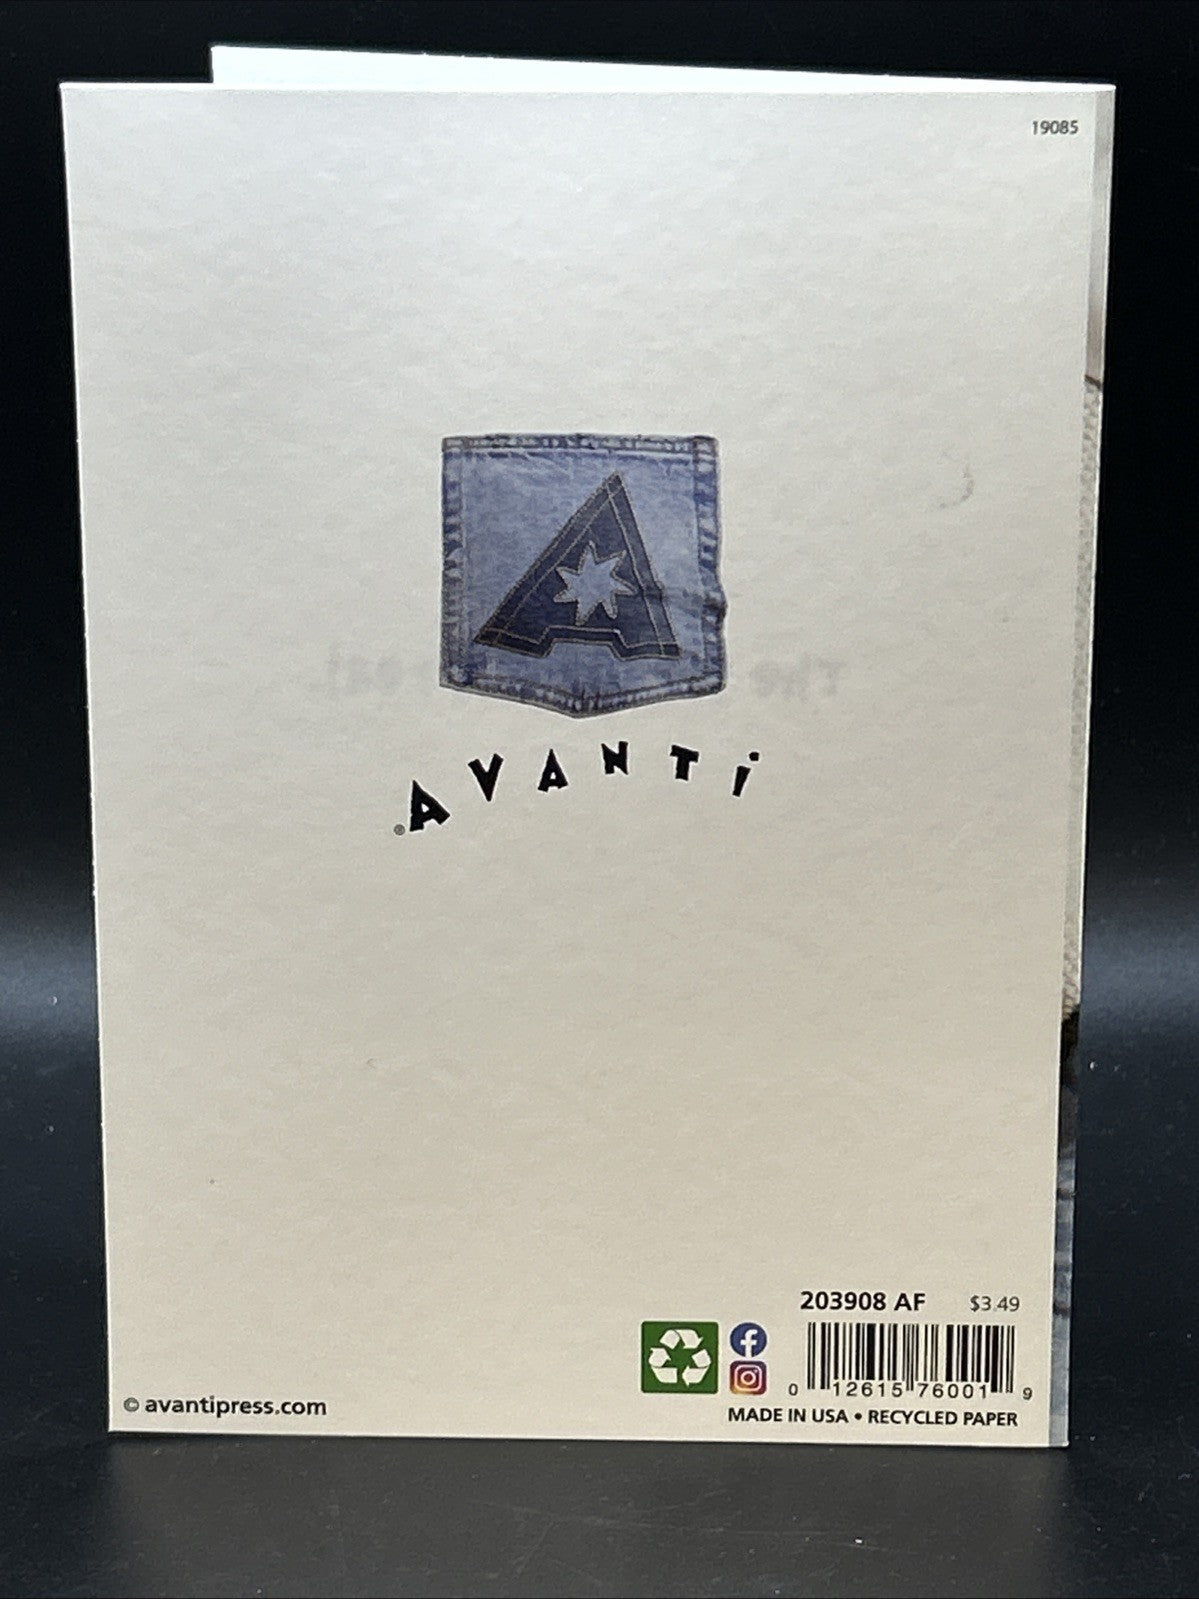 19085
A
AVANTi
®
203908 AF $3.49
0 12615 76001 9
© avantipress.com
MADE IN USA • RECYCLED PAPER